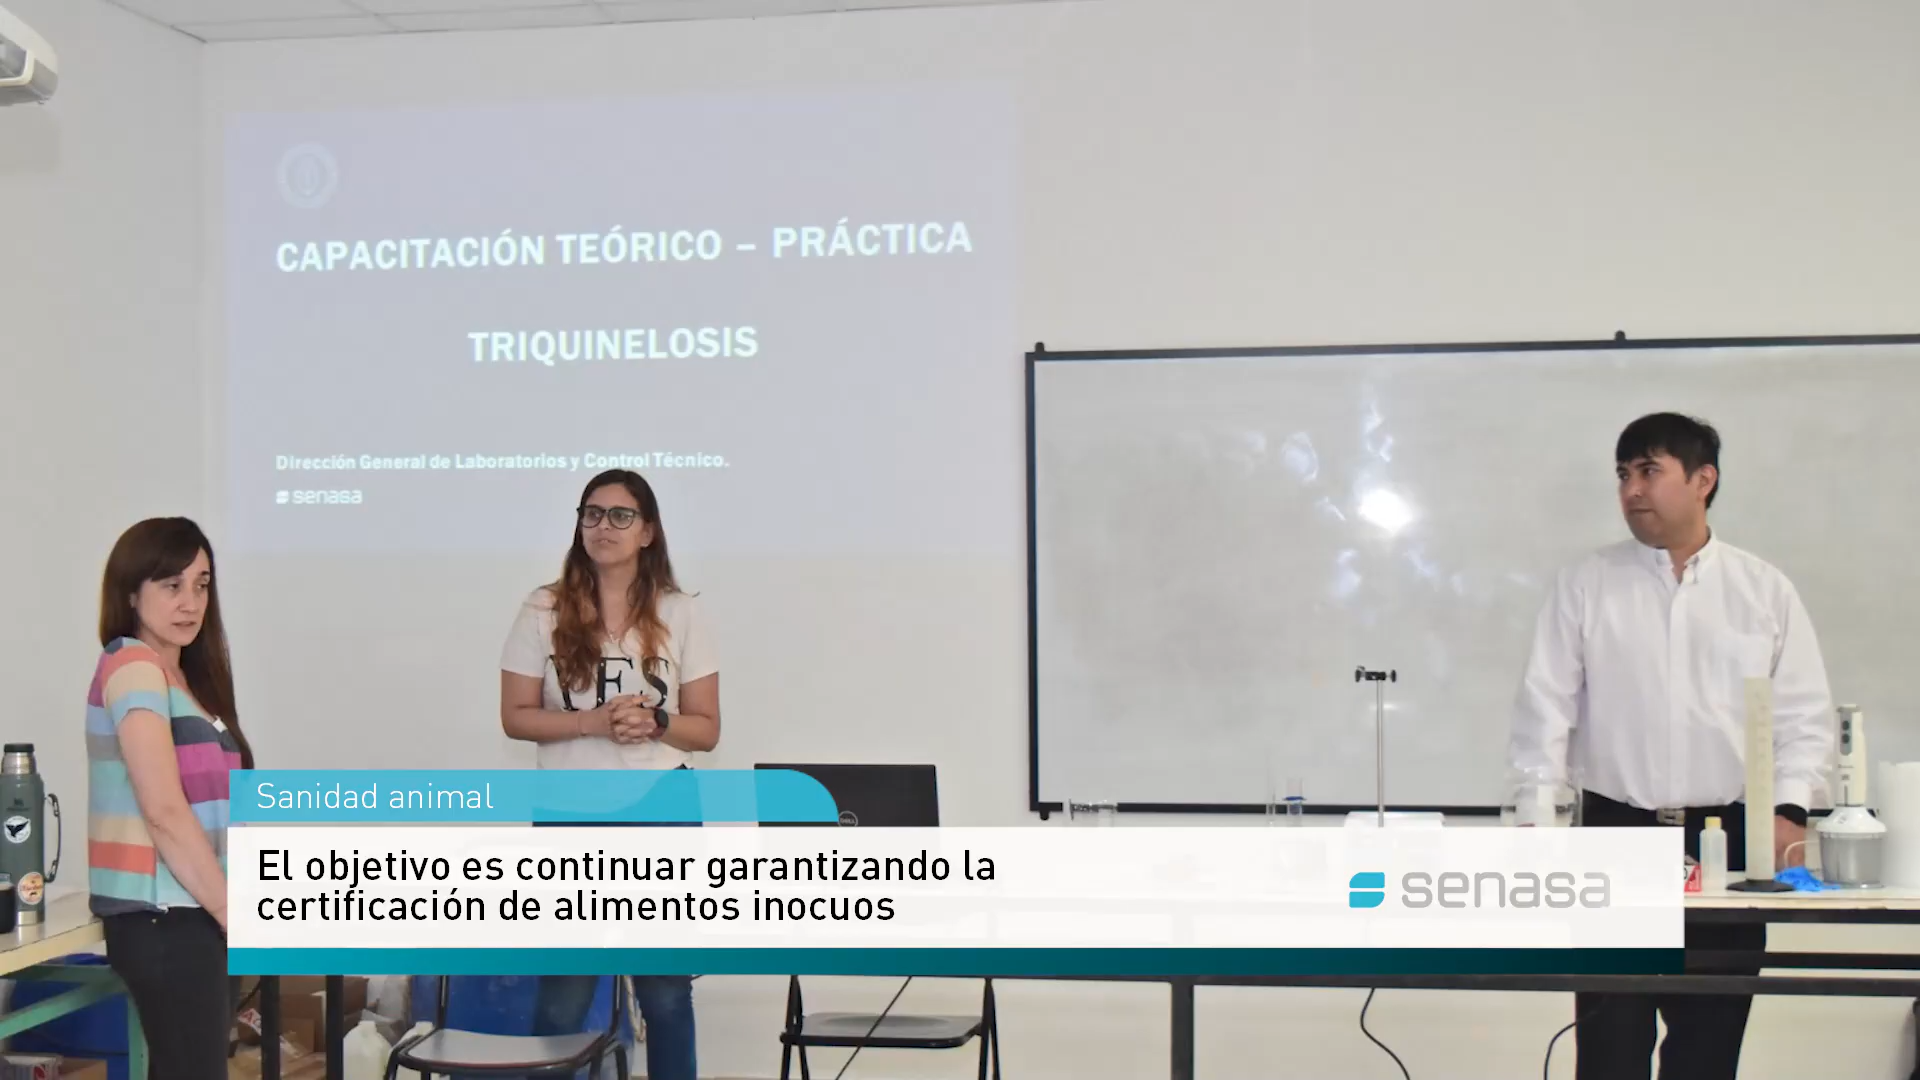 CAPACITACIÓN TEÓRICO – PRÁCTICA
TRIQUINELOSIS
Dirección General de Laboratorios y Control Técnico.
senasa
Sanidad animal
El objetivo es continuar garantizando la
certificación de alimentos inocuos
senasa
DELL